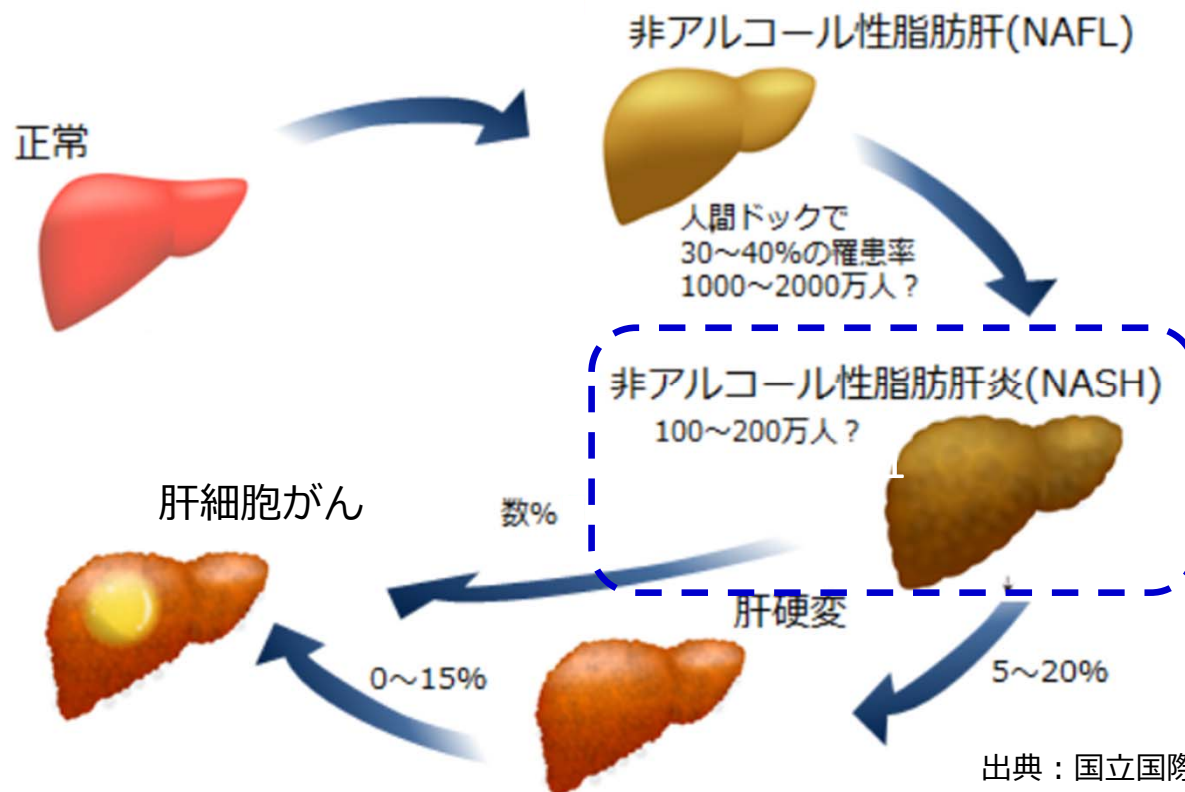 非アルコール性脂肪肝(NAFL)
正常
人間ドックで
30～40%の罹患率
1000～2000万人？
非アルコール性脂肪肝炎(NASH)
100～200万人？
1
肝細胞がん
数%
肝硬変
0～15%
5～20%
出典：国立国際